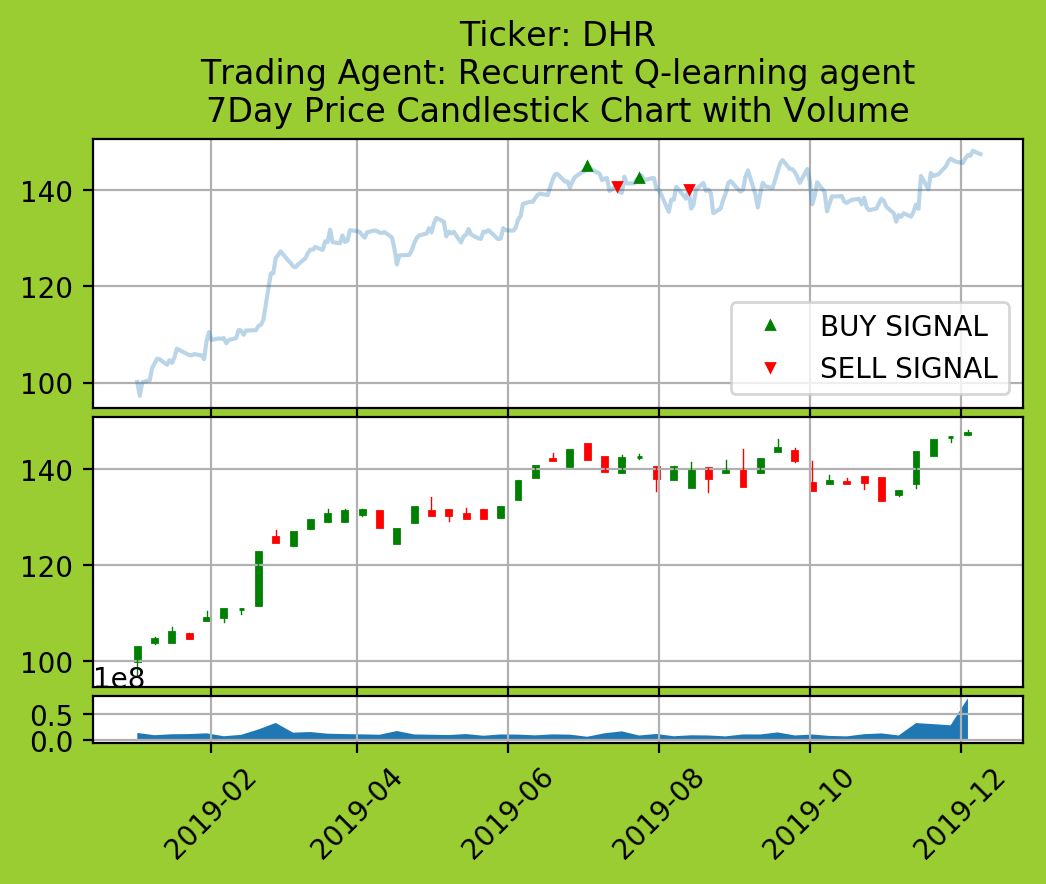 Ticker: DHR
Trading Agent: Recurrent Q-learning agent
7Day Price Candlestick Chart with Volume
140
120
100
BUY SIGNAL
SELL SIGNAL
140
120
100
1e8
0.5
0.0
2019-02
2019-04
2019-06
2019-08
2019-10
2019-12